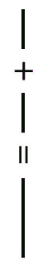 | + | = |